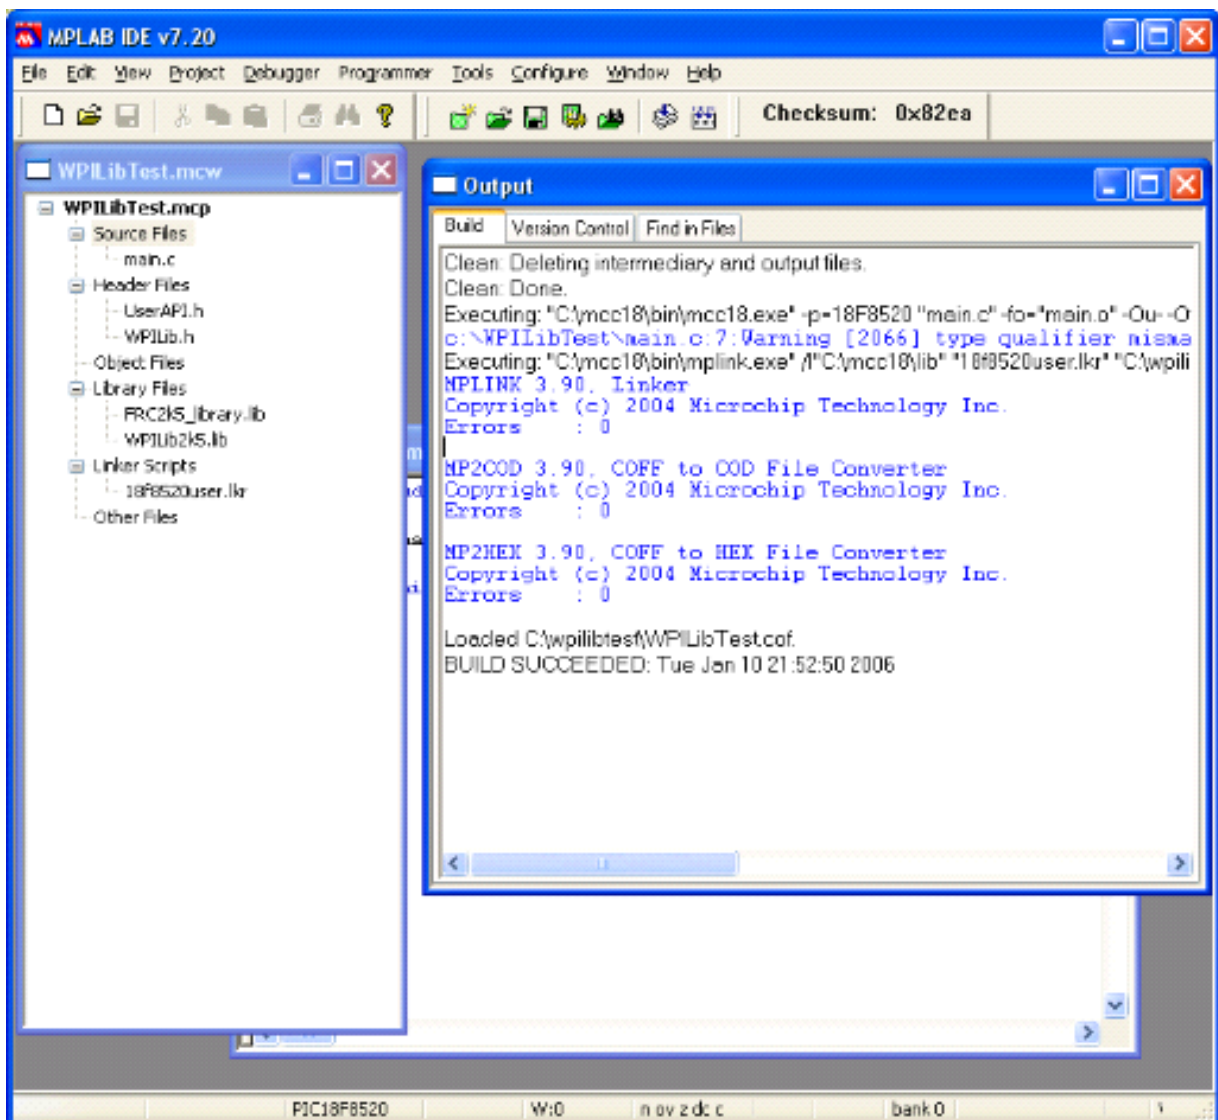 MPLAB IDE v7.20
File Edit View Project Debugger Programmer Tools Configure Window Help
Checksum: 0x82ea
WPILibTest.mcw
WPILibTest.mcp
Source Files
main.c
Header Files
UserAPI.h
WPILib.h
Object Files
Library Files
FRC2k5_library.lib
WPILib2k5.lib
Linker Scripts
18f8520user.lkr
Other Files
Output
Build Version Control Find in Files
Clean: Deleting intermediary and output files.
Clean: Done.
Executing: "C:\mcc18\bin\mcc18.exe" -p=18F8520 "main.c" -fo="main.o" -Ou- -O
c:\WPILibTest\main.c:7:Warning [2066] type qualifier misma
Executing: "C:\mcc18\bin\mplink.exe" /l"C:\mcc18\lib" "18f8520user.lkr" "C:\wpili
MPLINK 3.90, Linker
Copyright (c) 2004 Microchip Technology Inc.
Errors : 0
MP2COD 3.90, COFF to COD File Converter
Copyright (c) 2004 Microchip Technology Inc.
Errors : 0
MP2HEX 3.90, COFF to HEX File Converter
Copyright (c) 2004 Microchip Technology Inc.
Errors : 0
Loaded C:\wpilibtest\WPILibTest.cof.
BUILD SUCCEEDED: Tue Jan 10 21:52:50 2006
PIC18F8520 W:0 n ov z dc c bank 0